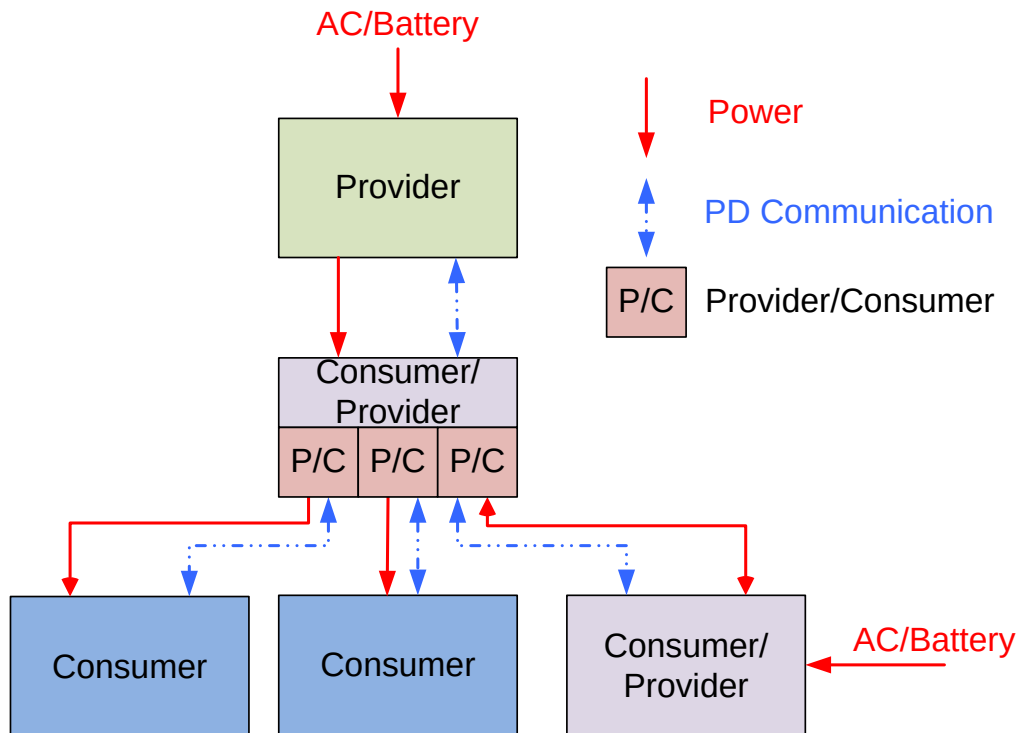 AC/Battery
Power
Provider
PD Communication
P/C
Provider/Consumer
Consumer/
Provider
P/C
P/C
P/C
Consumer
Consumer
Consumer/
Provider
AC/Battery